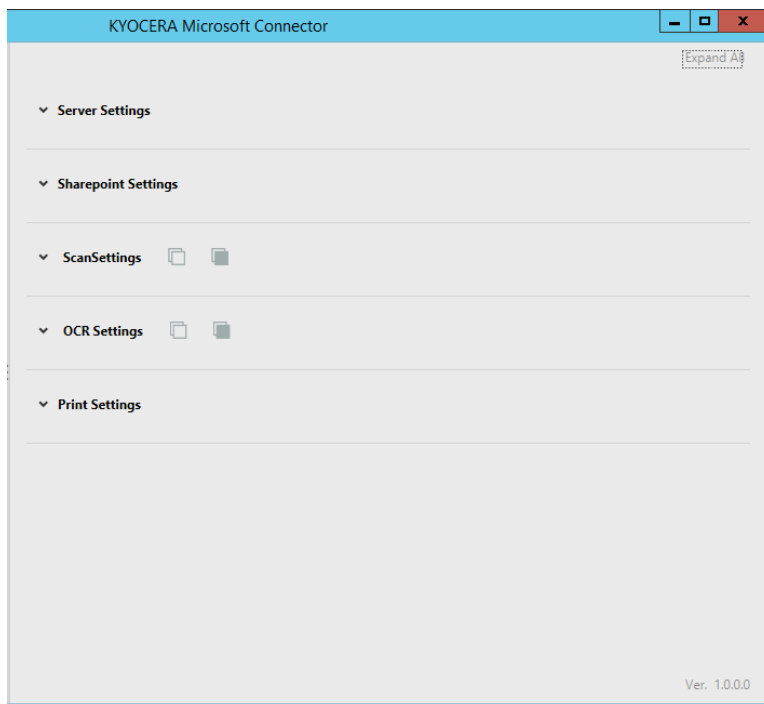 KYOCERA Microsoft Connector
Expand All
Server Settings
Sharepoint Settings
ScanSettings
OCR Settings
Print Settings
Ver. 1.0.0.0